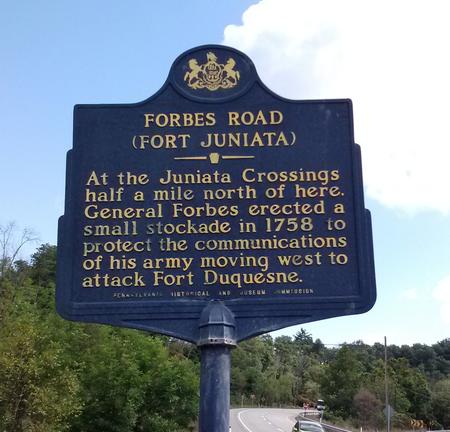 FORBES ROAD
(FORT JUNIATA)
At the Juniata Crossings
half a mile north of here.
General Forbes erected a
small stockade in 1758 to
protect the communications
of his army moving west to
attack Fort Duquesne.
PENNSYLVANIA HISTORICAL AND MUSEUM COMMISSION